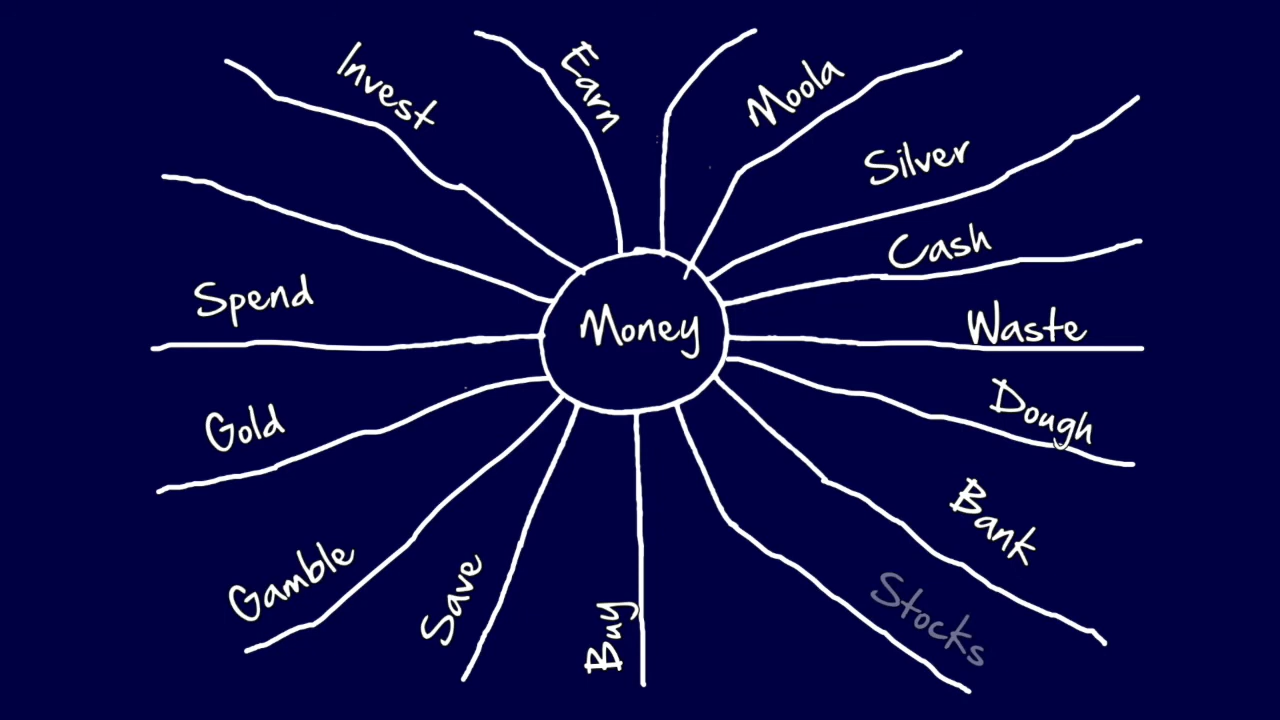 Invest
Earn
Moola
Silver
Cash
Spend
Money
Waste
Gold
Dough
Bank
Gamble
Save
Buy
Stocks